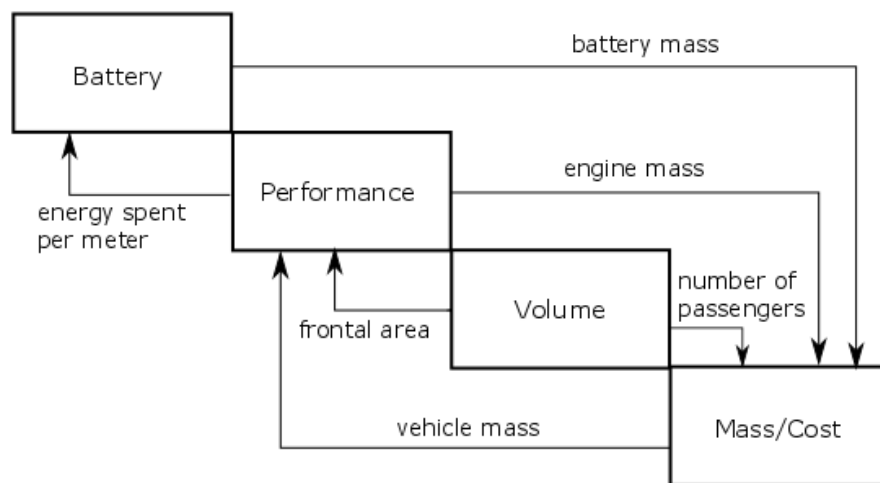 battery mass
Battery
engine mass
Performance
energy spent
per meter
number of
passengers
Volume
frontal area
vehicle mass
Mass/Cost